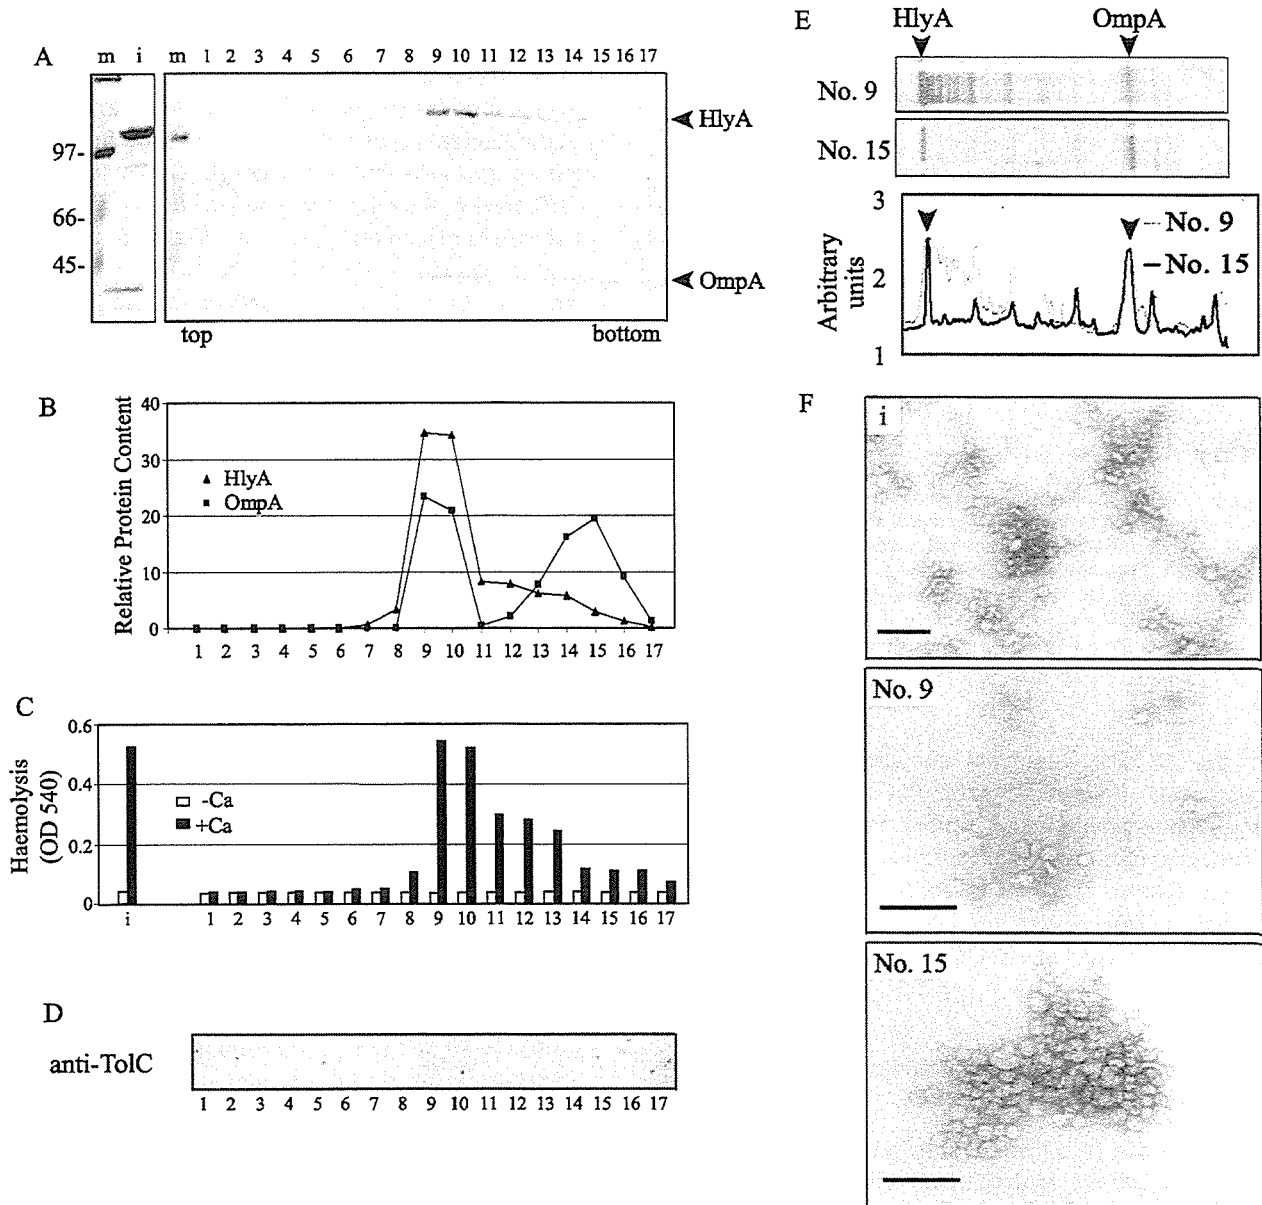 A
m i m 1 2 3 4 5 6 7 8 9 10 11 12 13 14 15 16 17
97-
66-
45-
HlyA
OmpA
top bottom
B
Relative Protein Content
40
30
20
10
0
HlyA
OmpA
1 2 3 4 5 6 7 8 9 10 11 12 13 14 15 16 17
C
Haemolysis
(OD 540)
0.6
0.4
0.2
0
-Ca
+Ca
i 1 2 3 4 5 6 7 8 9 10 11 12 13 14 15 16 17
D
anti-TolC
1 2 3 4 5 6 7 8 9 10 11 12 13 14 15 16 17
E
HlyA OmpA
No. 9
No. 15
Arbitrary
units
3
2
1
No. 9
No. 15
F
i
No. 9
No. 15